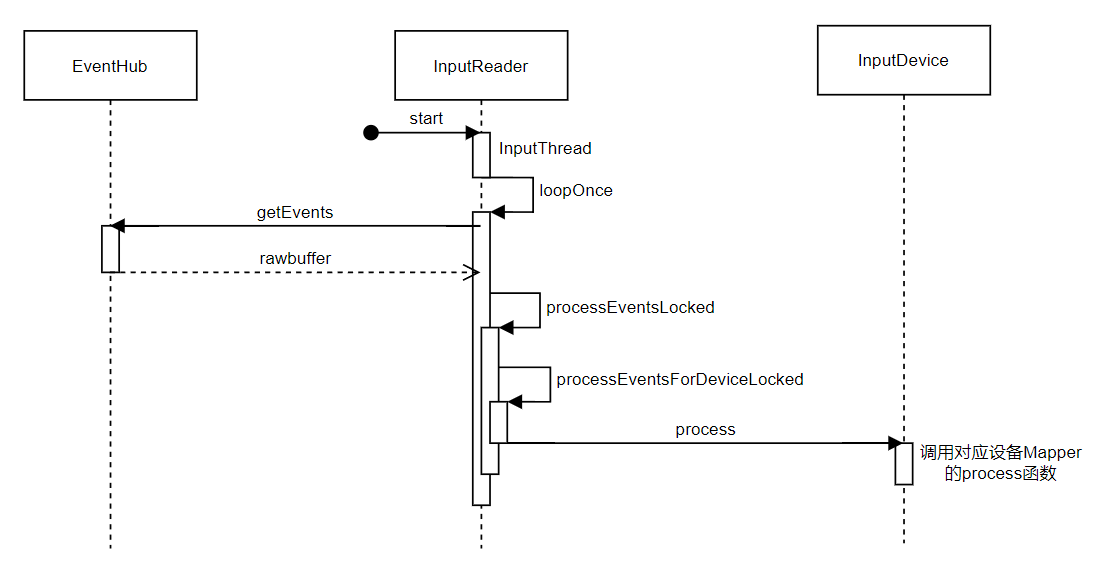 EventHub
InputReader
InputDevice
start
InputThread
loopOnce
getEvents
rawbuffer
processEventsLocked
processEventsForDeviceLocked
process
调用对应设备Mapper
的process函数